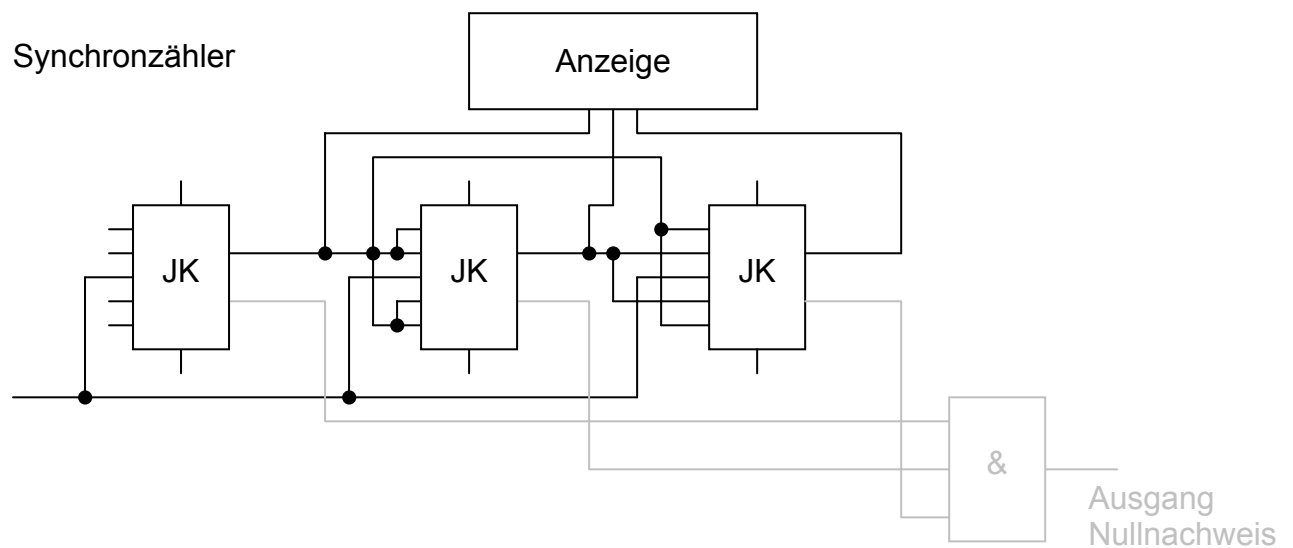 Synchronzähler
Anzeige
JK
JK
JK
&
Ausgang
Nullnachweis